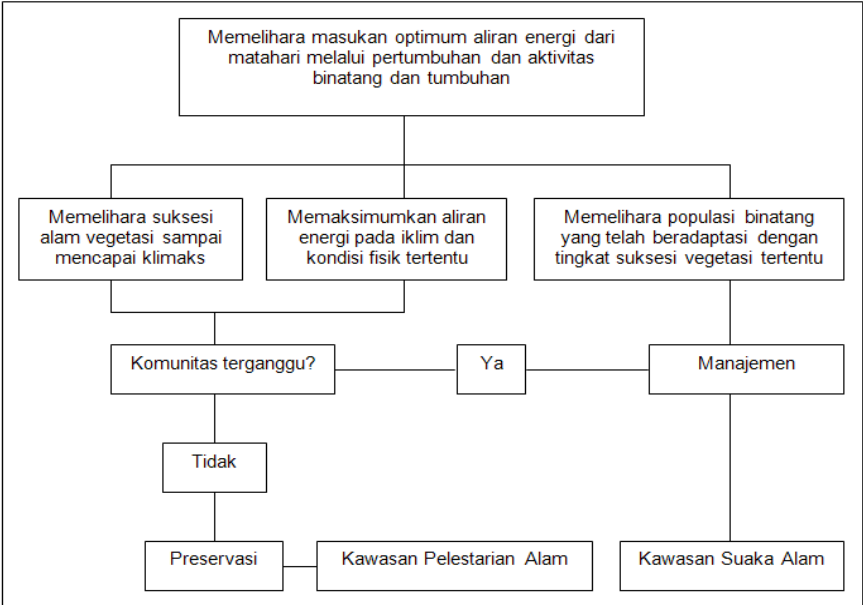 Memelihara masukan optimum aliran energi dari
matahari melalui pertumbuhan dan aktivitas
binatang dan tumbuhan
Memelihara suksesi
alam vegetasi sampai
mencapai klimaks
Memaksimumkan aliran
energi pada iklim dan
kondisi fisik tertentu
Memelihara populasi binatang
yang telah beradaptasi dengan
tingkat suksesi vegetasi tertentu
Komunitas terganggu?
Ya
Manajemen
Tidak
Preservasi
Kawasan Pelestarian Alam
Kawasan Suaka Alam